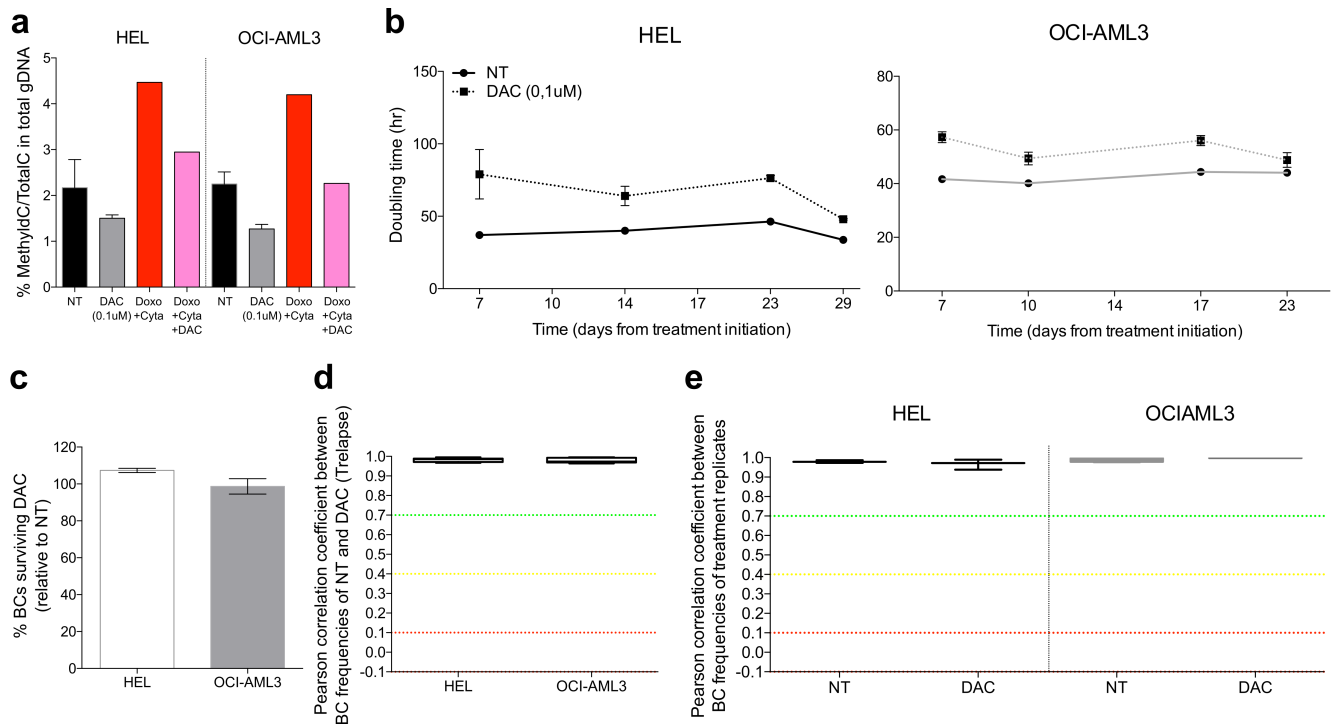 a
HEL
OCI-AML3
% MethyldC/TotalC in total gDNA
5
4
3
2
1
0
NT
DAC
(0.1uM)
Doxo
+Cyta
Doxo
+Cyta
+DAC
NT
DAC
(0.1uM)
Doxo
+Cyta
Doxo
+Cyta
+DAC
b
HEL
NT
DAC (0,1uM)
Doubling time (hr)
150
100
50
0
7
10
14
17
23
29
Time (days from treatment initiation)
OCI-AML3
80
60
40
20
0
7
10
14
17
23
Time (days from treatment initiation)
c
% BCs surviving DAC
(relative to NT)
120
100
80
60
40
20
0
HEL
OCI-AML3
d
Pearson correlation coefficient between
BC frequencies of NT and DAC (Trelapse)
1.0
0.9
0.8
0.7
0.6
0.5
0.4
0.3
0.2
0.1
0.0
-0.1
HEL
OCI-AML3
e
HEL
OCIAML3
Pearson correlation coefficient between
BC frequencies of treatment replicates
1.0
0.9
0.8
0.7
0.6
0.5
0.4
0.3
0.2
0.1
0.0
-0.1
NT
DAC
NT
DAC